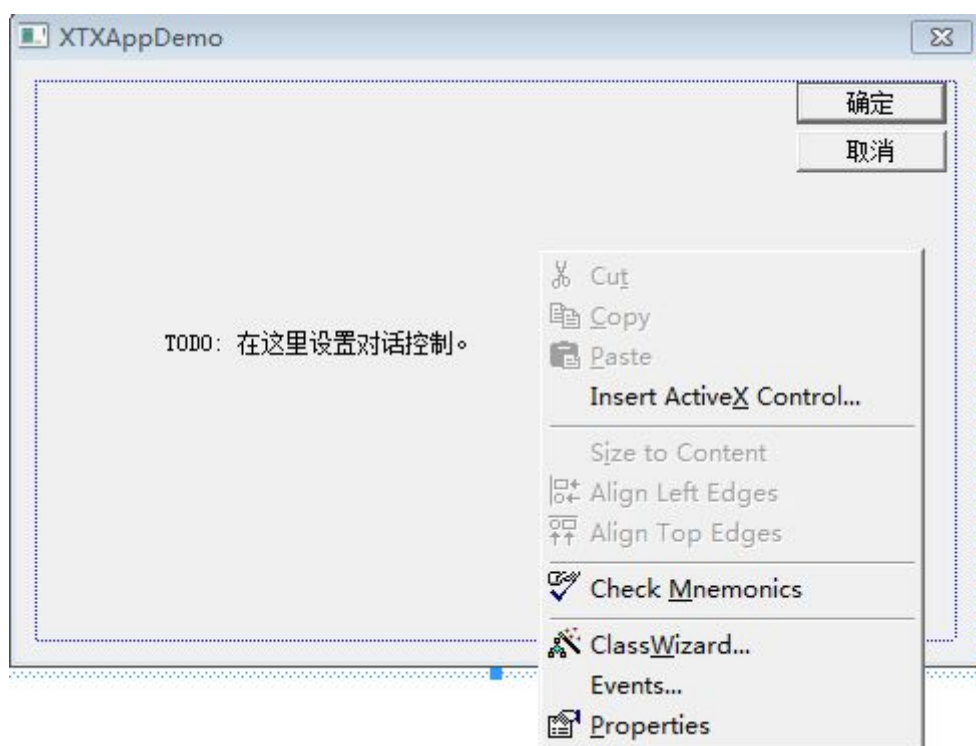 XTXAppDemo
确定
取消
TODO: 在这里设置对话控制。
Cut
Copy
Paste
Insert ActiveX Control...
Size to Content
Align Left Edges
Align Top Edges
Check Mnemonics
ClassWizard...
Events...
Properties